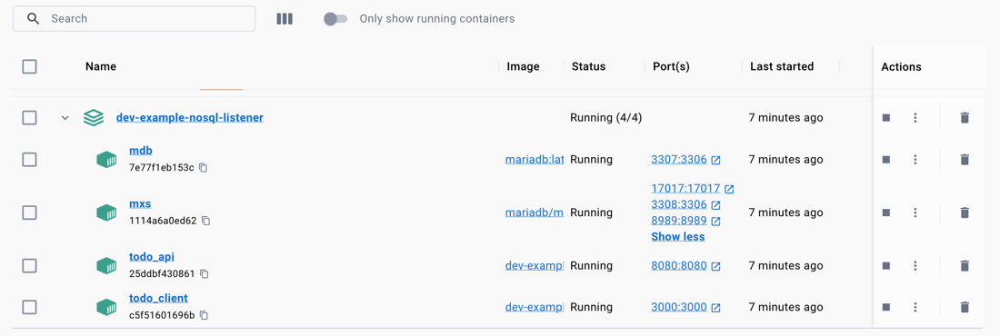 Search
Only show running containers
Name Image Status Port(s) Last started Actions
dev-example-nosql-listener Running (4/4) 7 minutes ago
mdb
7e77f1eb153c
mariadb:lat Running 3307:3306 7 minutes ago
mxs
1114a6a0ed62
mariadb/m Running
17017:17017
3308:3306
8989:8989
Show less
7 minutes ago
todo_api
25ddbf430861
dev-exampl Running 8080:8080 7 minutes ago
todo_client
c5f51601696b
dev-exampl Running 3000:3000 7 minutes ago